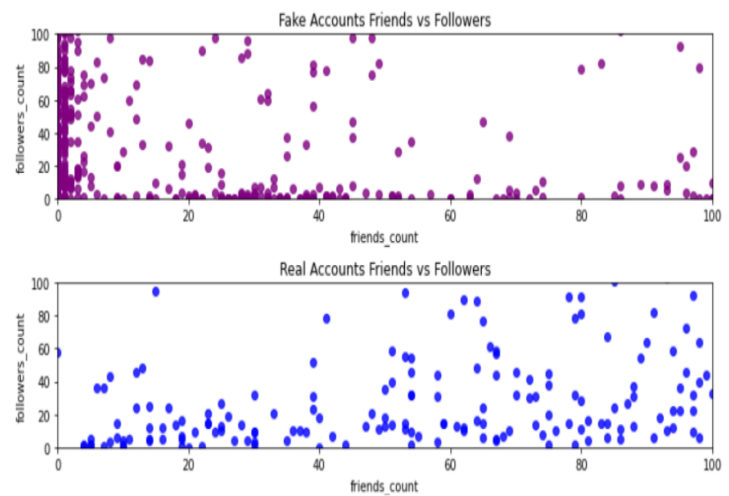 Fake Accounts Friends vs Followers
100
80
60
40
20
0
followers_count
0 20 40 60 80 100
friends_count
Real Accounts Friends vs Followers
100
80
60
40
20
0
followers_count
0 20 40 60 80 100
friends_count